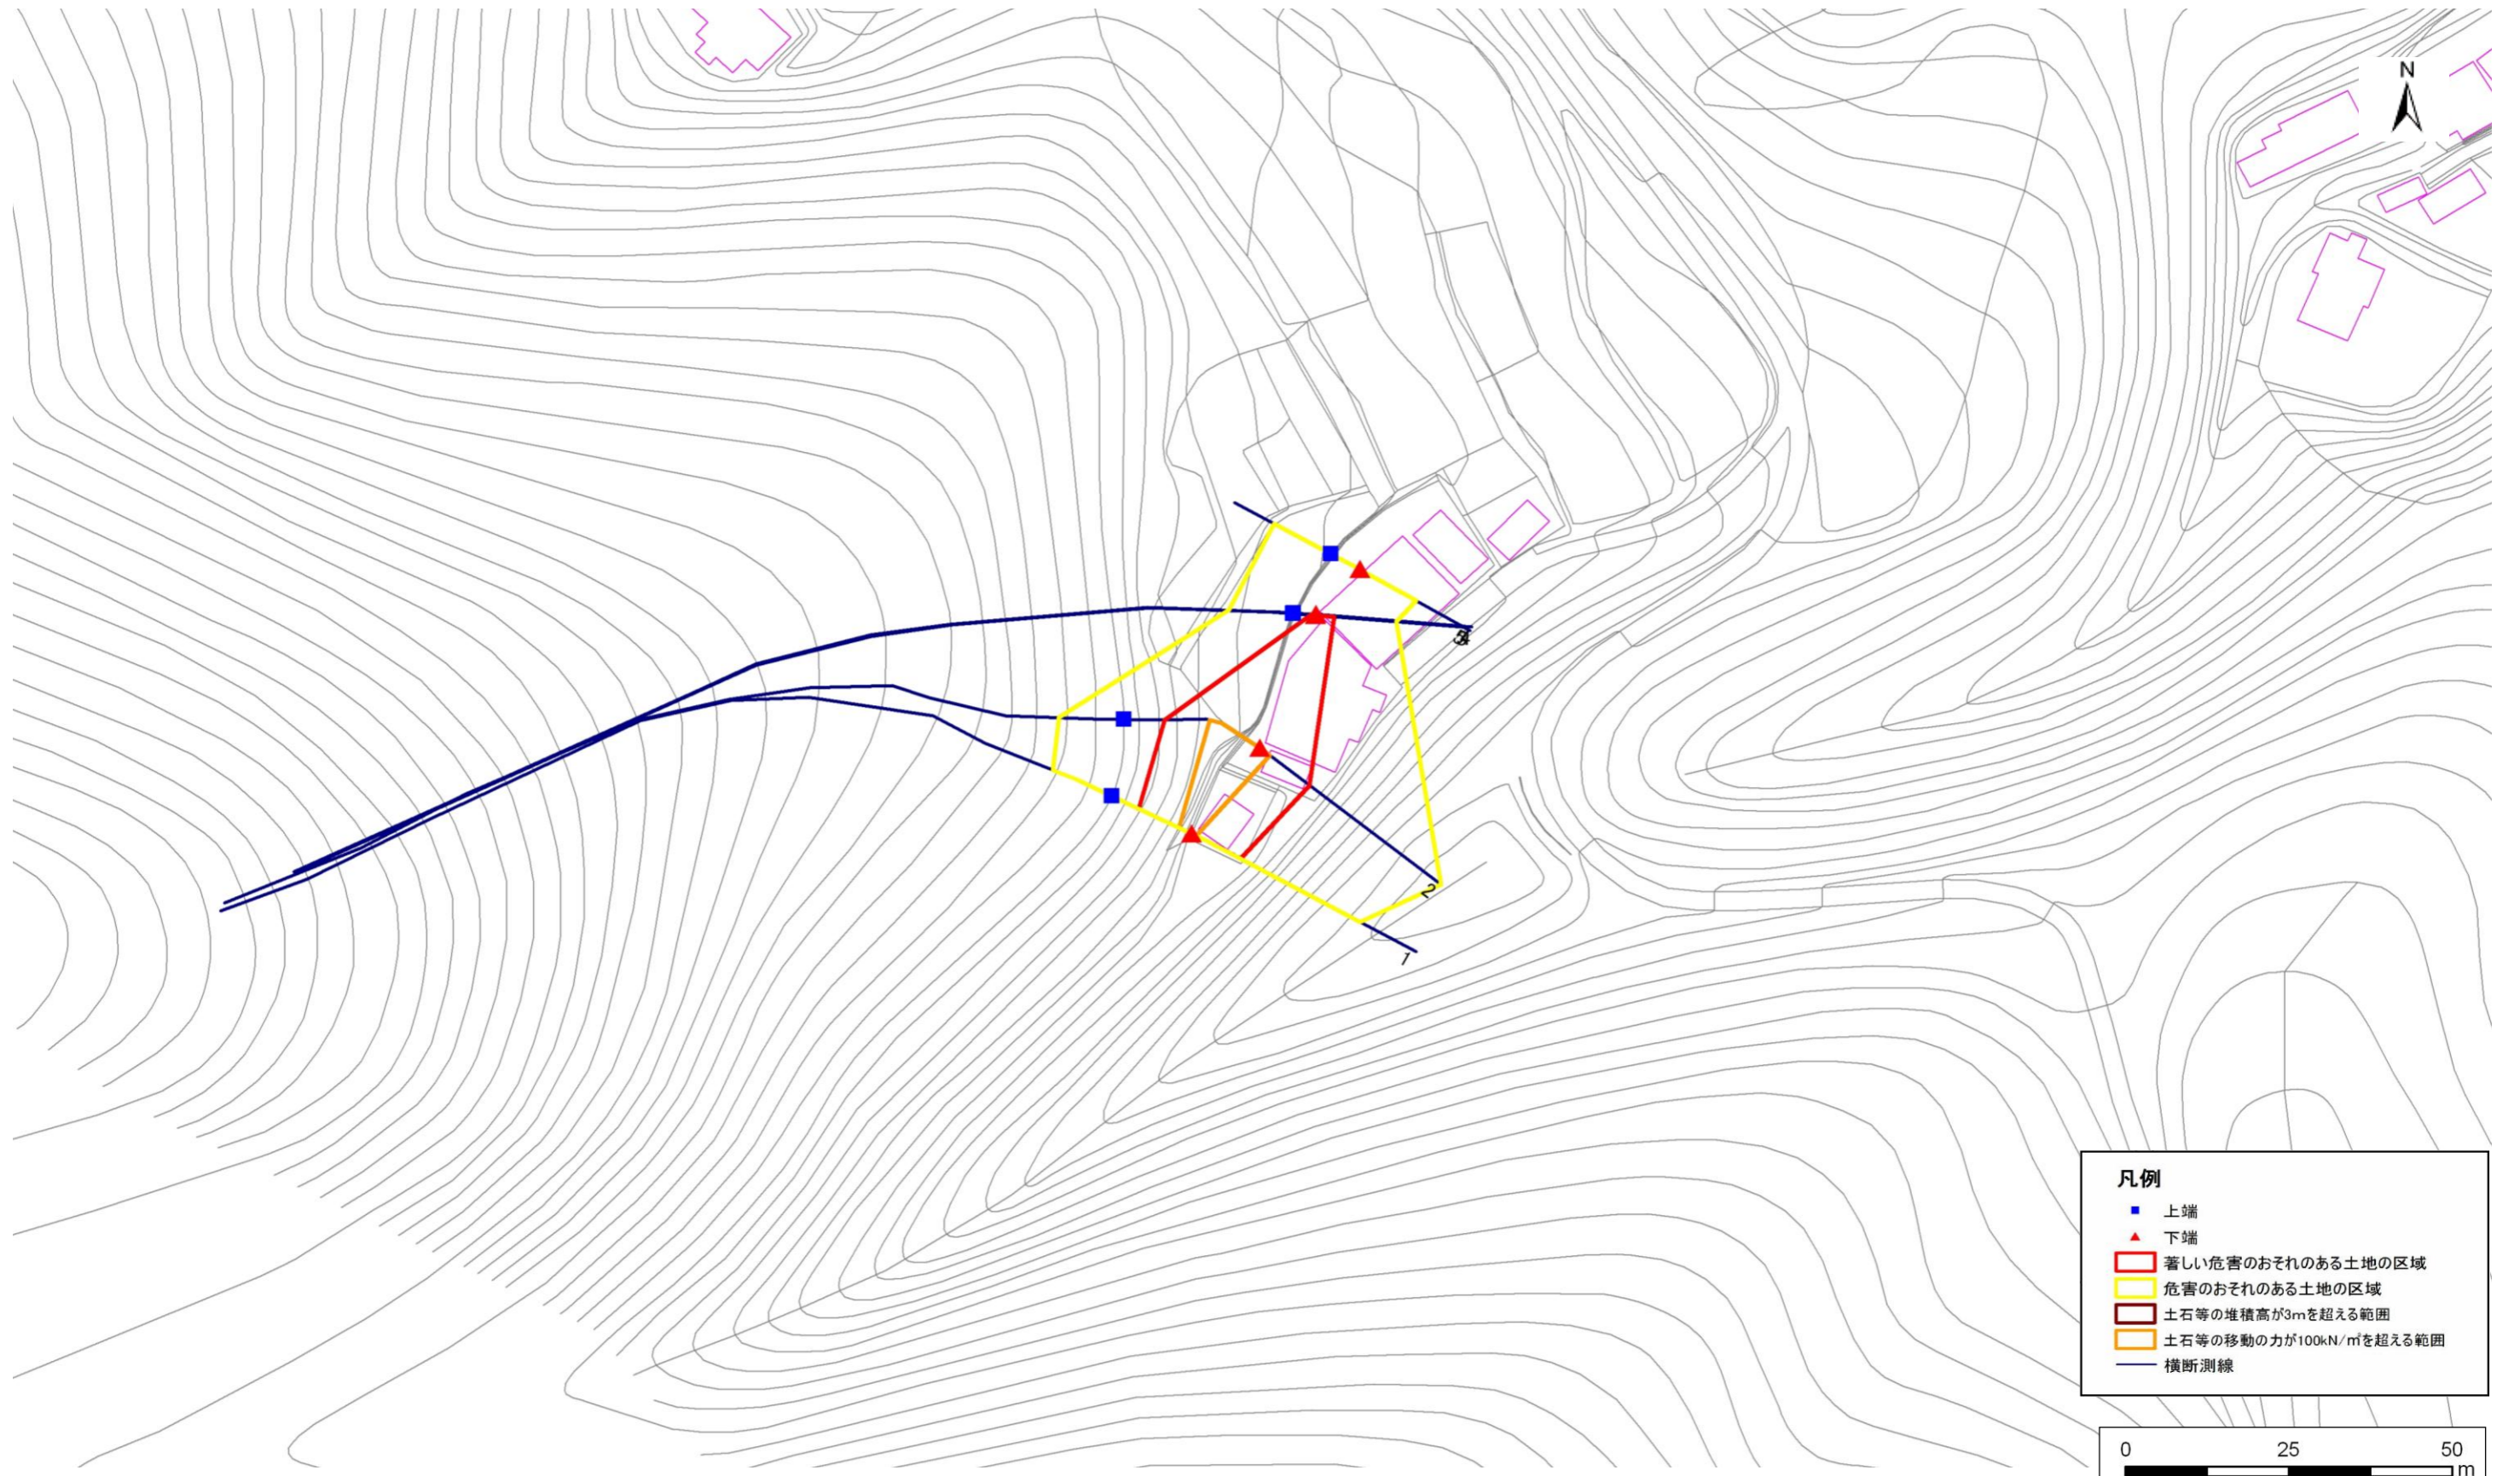 N
2
1
凡例
上端
下端
著しい危害のおそれのある土地の区域
危害のおそれのある土地の区域
土石等の堆積高が3mを超える範囲
土石等の移動の力が100kN/㎡を超える範囲
横断測線
0 25 50
m